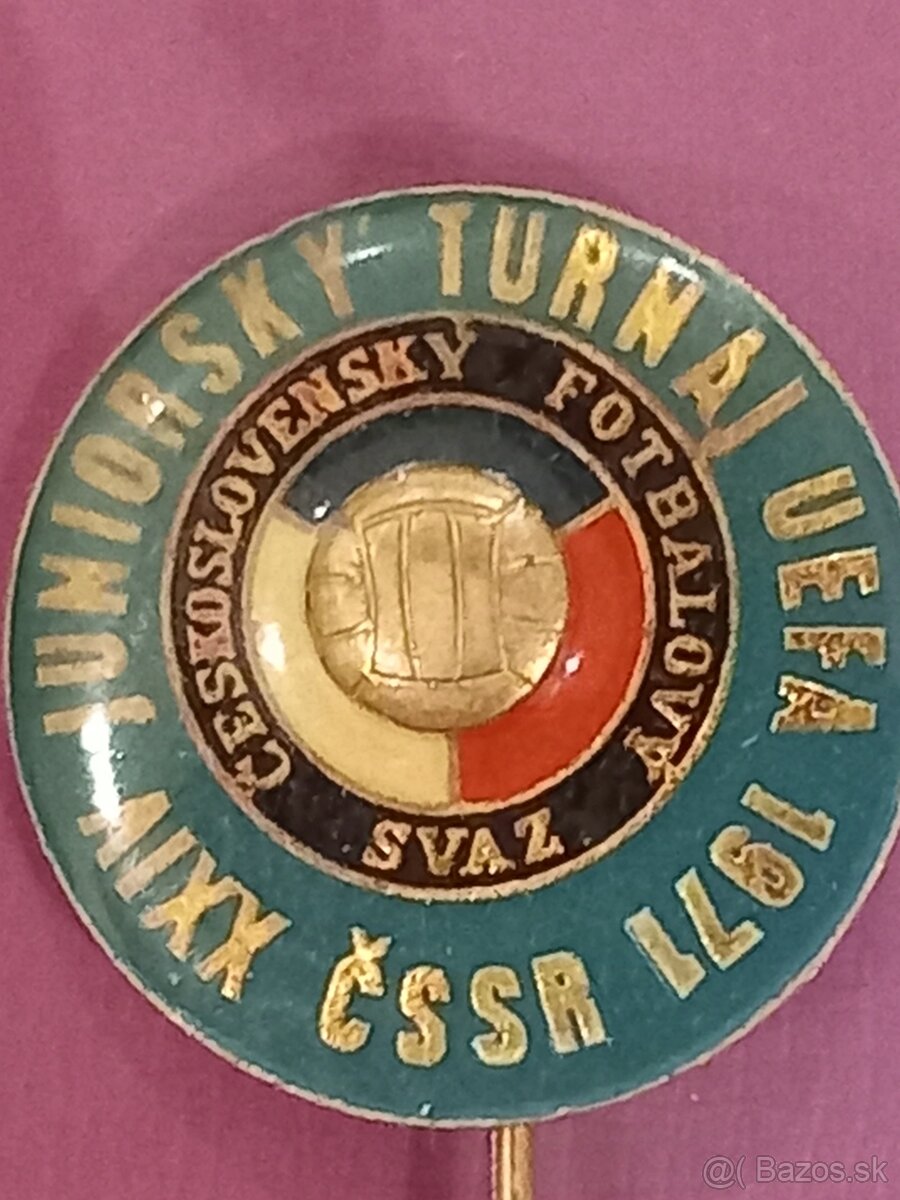 XXIV JUNIORSKÝ TURNAJ UEFA 1971
ČSSR
ČESKOSLOVENSKÝ FOTBALOVÝ
SVAZ
@( Bazos.sk